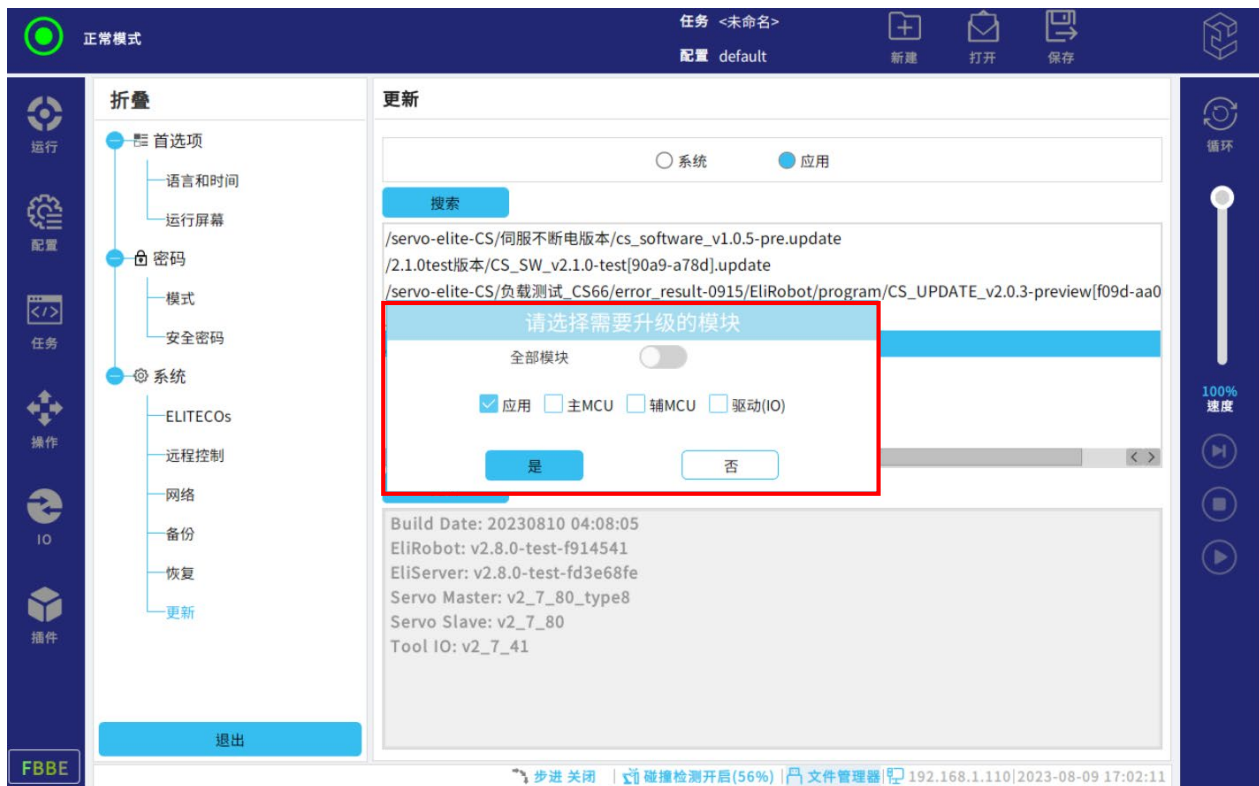 正常模式
任务 <未命名>
配置 default
新建
打开
保存
运行
配置
任务
操作
IO
插件
FBBE
折叠
首选项
语言和时间
运行屏幕
密码
模式
安全密码
系统
ELITECOs
远程控制
网络
备份
恢复
更新
退出
更新
系统
应用
搜索
/servo-elite-CS/伺服不断电版本/cs_software_v1.0.5-pre.update
/2.1.0test版本/CS_SW_v2.1.0-test[90a9-a78d].update
/servo-elite-CS/负载测试_CS66/error_result-0915/EliRobot/program/CS_UPDATE_v2.0.3-preview[f09d-aa0
请选择需要升级的模块
全部模块
应用 主MCU 辅MCU 驱动(IO)
是
否
Build Date: 20230810 04:08:05
EliRobot: v2.8.0-test-f914541
EliServer: v2.8.0-test-fd3e68fe
Servo Master: v2_7_80_type8
Servo Slave: v2_7_80
Tool IO: v2_7_41
循环
100%
速度
步进 关闭 碰撞检测开启(56%) 文件管理器 192.168.1.110 2023-08-09 17:02:11